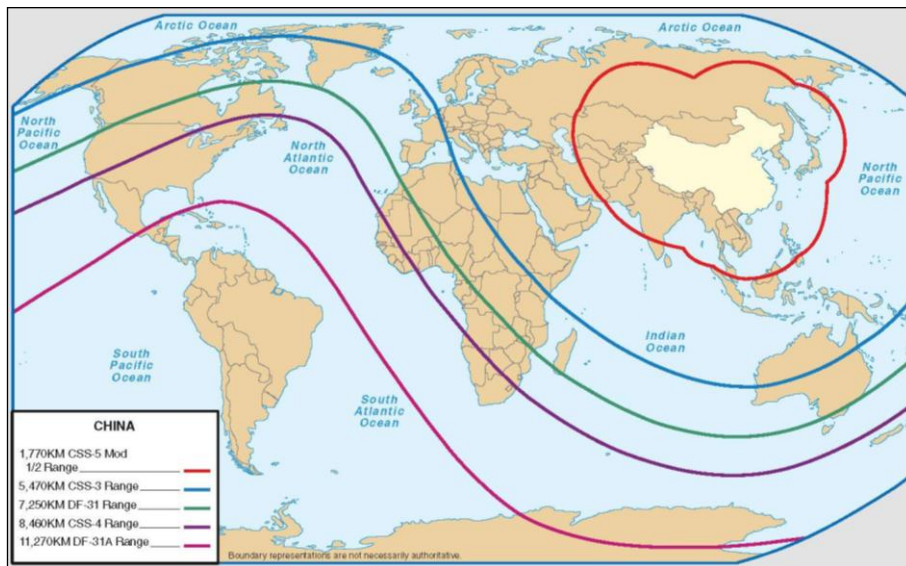 Arctic Ocean
Arctic Ocean
North
Pacific
Ocean
North
Atlantic
Ocean
North
Pacific
Ocean
Indian
Ocean
South
Pacific
Ocean
South
Atlantic
Ocean
CHINA
1,770KM CSS-5 Mod
1/2 Range
5,470KM CSS-3 Range
7,250KM DF-31 Range
8,460KM CSS-4 Range
11,270KM DF-31A Range
Boundary representations are not necessarily authoritative.